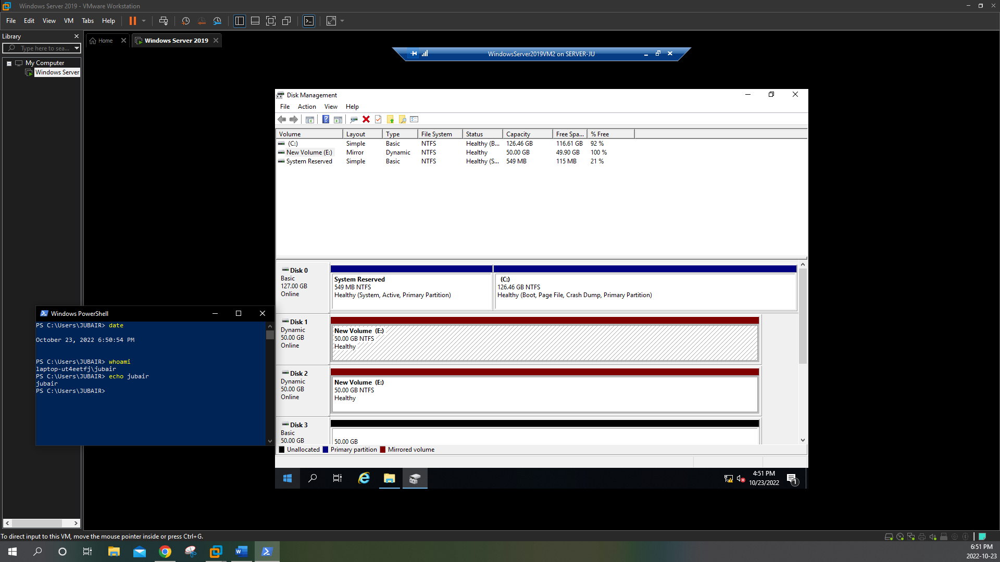 Windows Server 2019 - VMware Workstation
File Edit View VM Tabs Help
Library
Type here to sea...
My Computer
Windows Server
Home
Windows Server 2019
WindowsServer2019VM2 on SERVER-JU
Disk Management
File Action View Help
Volume Layout Type File System Status Capacity Free Spa... % Free
(C:) Simple Basic NTFS Healthy (B... 126.46 GB 116.61 GB 92 %
New Volume (E:) Mirror Dynamic NTFS Healthy 50.00 GB 49.90 GB 100 %
System Reserved Simple Basic NTFS Healthy (S... 549 MB 115 MB 21 %
Disk 0
Basic
127.00 GB
Online
System Reserved
549 MB NTFS
Healthy (System, Active, Primary Partition)
(C:)
126.46 GB NTFS
Healthy (Boot, Page File, Crash Dump, Primary Partition)
Disk 1
Dynamic
50.00 GB
Online
New Volume (E:)
50.00 GB NTFS
Healthy
Disk 2
Dynamic
50.00 GB
Online
New Volume (E:)
50.00 GB NTFS
Healthy
Disk 3
Basic
50.00 GB
50.00 GB
Unallocated Primary partition Mirrored volume
Windows PowerShell
PS C:\Users\JUBAIR> date
October 23, 2022 6:50:54 PM
PS C:\Users\JUBAIR> whoami
laptop-ut4eetfj\jubair
PS C:\Users\JUBAIR> echo jubair
jubair
PS C:\Users\JUBAIR>
4:51 PM
10/23/2022
1
To direct input to this VM, move the mouse pointer inside or press Ctrl+G.
6:51 PM
2022-10-23